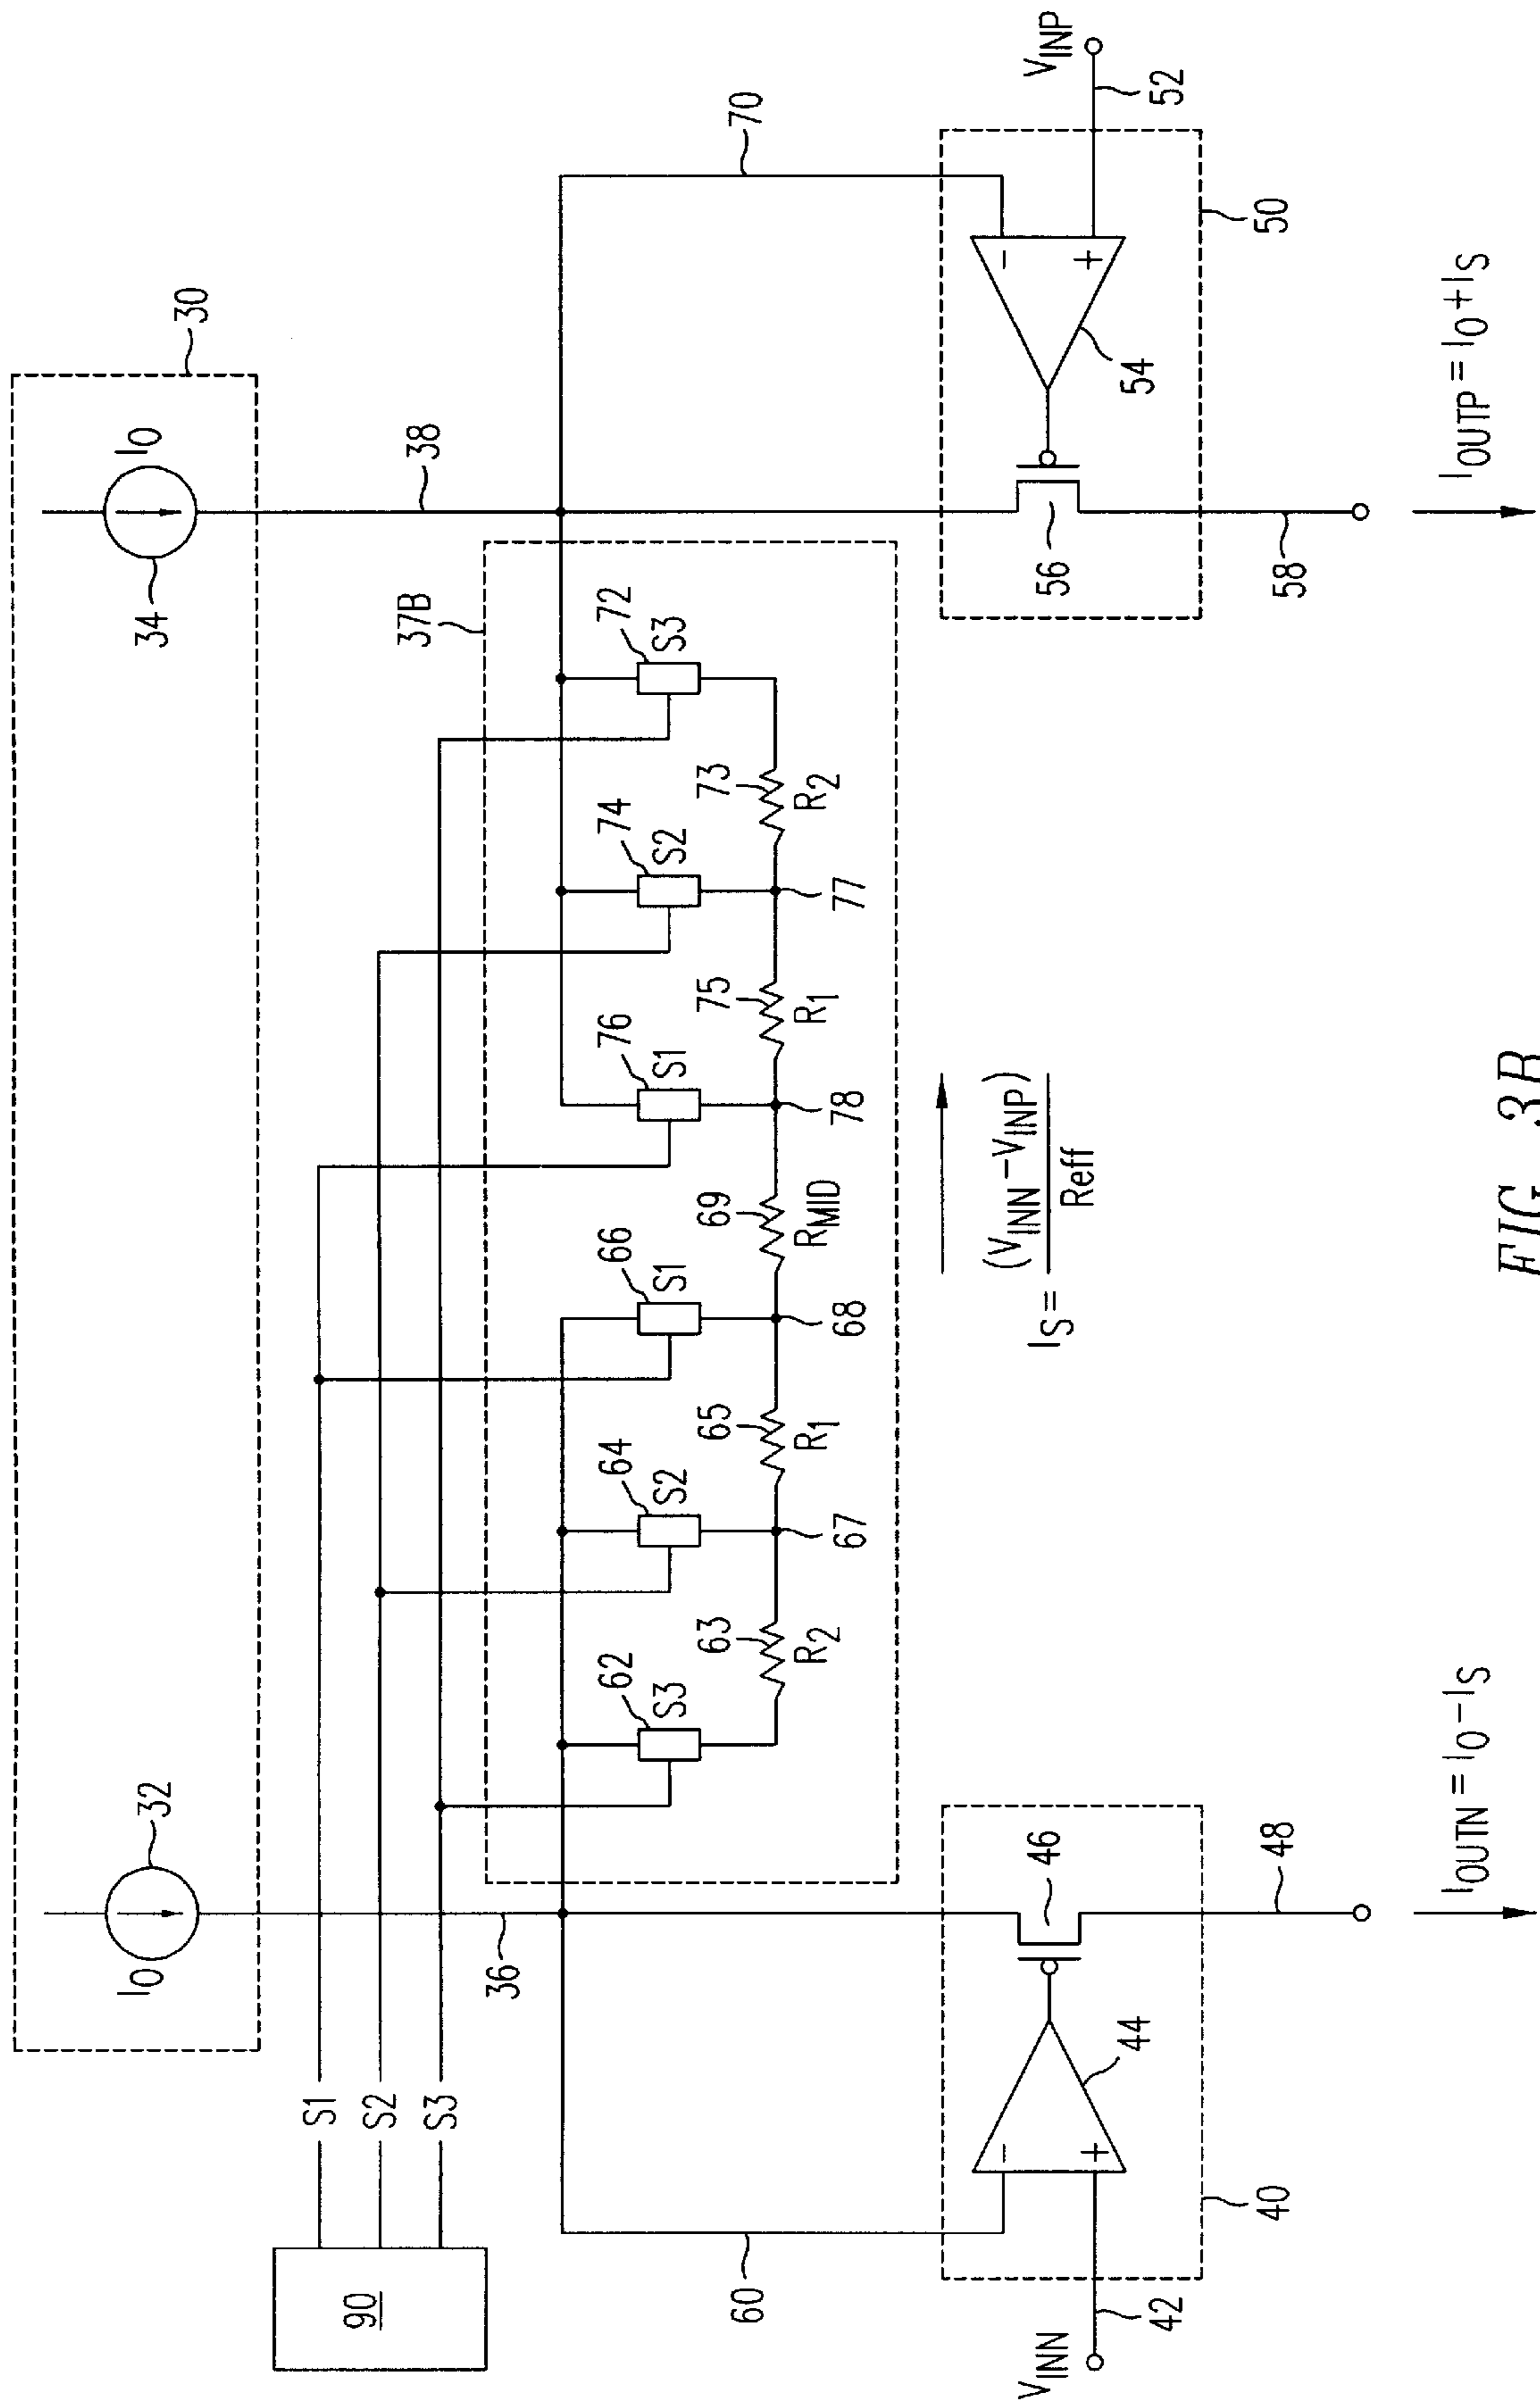 30
I0
32
34
I0
90
S1
S2
S3
36
38
37B
62
S3
64
S2
66
S1
76
S1
74
S2
72
S3
63
R2
65
R1
69
RMID
75
R1
73
R2
67
68
78
77
60
70
VINN
42
44
46
40
48
- +
IS = (VINN-VINP)
Reff
VINP
52
54
56
50
58
- +
IOUTN = I0-IS
IOUTP = I0+IS
FIG. 3B